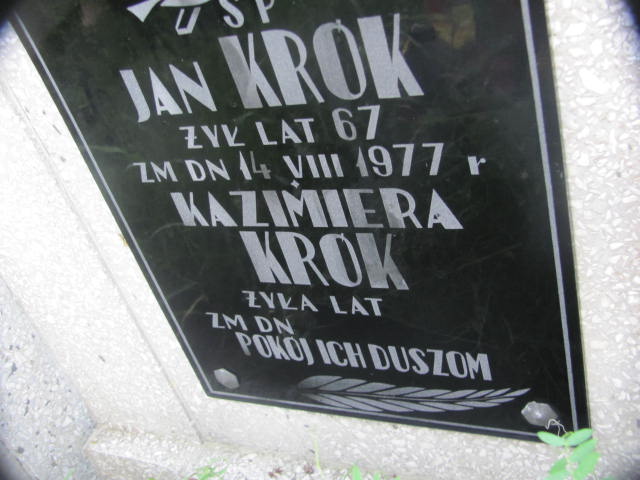 Ś P
JAN KROK
ŻYŁ LAT 67
ZM DN 14 VIII 1977 r
KAZIMIERA
KROK
ŻYŁA LAT
ZM DN
POKÓJ ICH DUSZOM